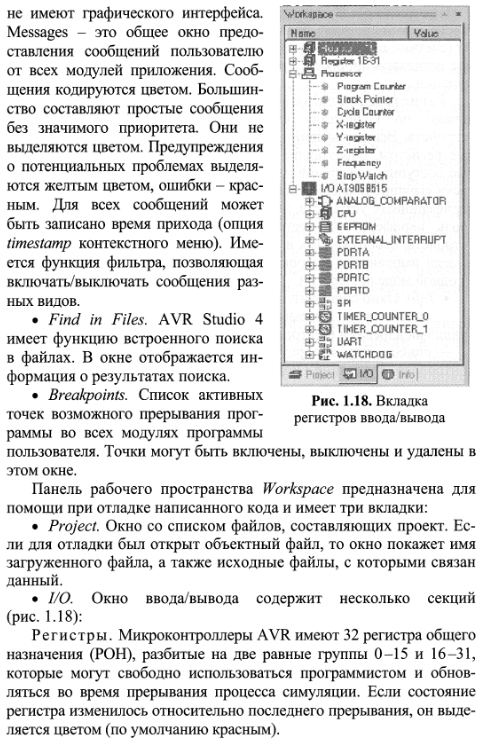 не имеют графического интерфейса.
Messages – это общее окно предо-
ставления сообщений пользователю
от всех модулей приложения. Сооб-
щения кодируются цветом. Большин-
ство составляют простые сообщения
без значимого приоритета. Они не
выделяются цветом. Предупреждения
о потенциальных проблемах выделя-
ются желтым цветом, ошибки – крас-
ным. Для всех сообщений может
быть записано время прихода (опция
timestamp контекстного меню). Име-
ется функция фильтра, позволяющая
включать/выключать сообщения раз-
ных видов.
• Find in Files. AVR Studio 4
имеет функцию встроенного поиска
в файлах. В окне отображается ин-
формация о результатах поиска.
• Breakpoints. Список активных
точек возможного прерывания прог-
раммы во всех модулях программы
Workspace
Name Value
Register 16-31
Processor
Program Counter
Stack Pointer
Cycle Counter
X-register
Y-register
Z-register
Frequency
Stop Watch
I/O AT90S8515
ANALOG_COMPARATOR
CPU
EEPROM
EXTERNAL_INTERRUPT
PORTA
PORTB
PORTC
PORTD
SPI
TIMER_COUNTER_0
TIMER_COUNTER_1
UART
WATCHDOG
Project I/O Info
Рис. 1.18. Вкладка
регистров ввода/вывода
пользователя. Точки могут быть включены, выключены и удалены в
этом окне.
Панель рабочего пространства Workspace предназначена для
помощи при отладке написанного кода и имеет три вкладки:
• Project. Окно со списком файлов, составляющих проект. Ес-
ли для отладки был открыт объектный файл, то окно покажет имя
загруженного файла, а также исходные файлы, с которыми связан
данный.
• I/O. Окно ввода/вывода содержит несколько секций
(рис. 1.18):
Регистры. Микроконтроллеры AVR имеют 32 регистра общего
назначения (РОН), разбитые на две равные группы 0–15 и 16–31,
которые могут свободно использоваться программистом и обнов-
ляться во время прерывания процесса симуляции. Если состояние
регистра изменилось относительно последнего прерывания, он выде-
ляется цветом (по умолчанию красным).